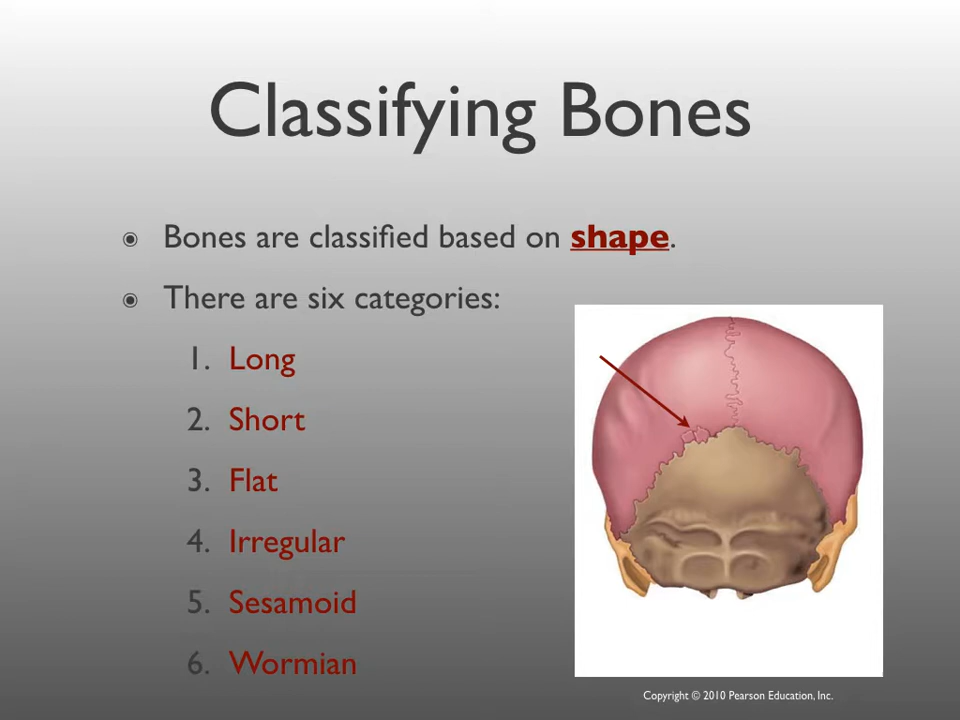 Classifying Bones
Bones are classified based on shape.
There are six categories:
1. Long
2. Short
3. Flat
4. Irregular
5. Sesamoid
6. Wormian
Copyright © 2010 Pearson Education, Inc.